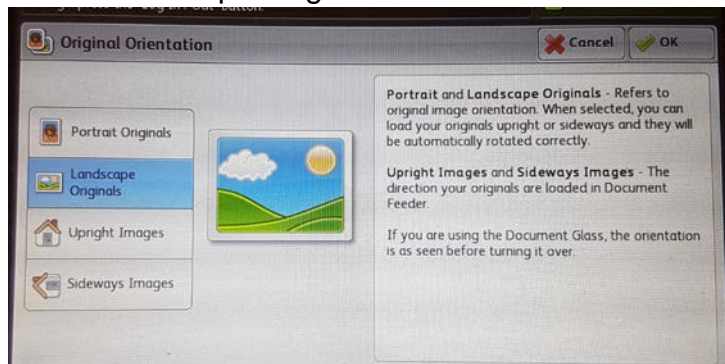 Original Orientation
Cancel
OK
Portrait Originals
Landscape
Originals
Upright Images
Sideways Images
Portrait and Landscape Originals - Refers to
original image orientation. When selected, you can
load your originals upright or sideways and they will
be automatically rotated correctly.
Upright Images and Sideways Images - The
direction your originals are loaded in Document
Feeder.
If you are using the Document Glass, the orientation
is as seen before turning it over.